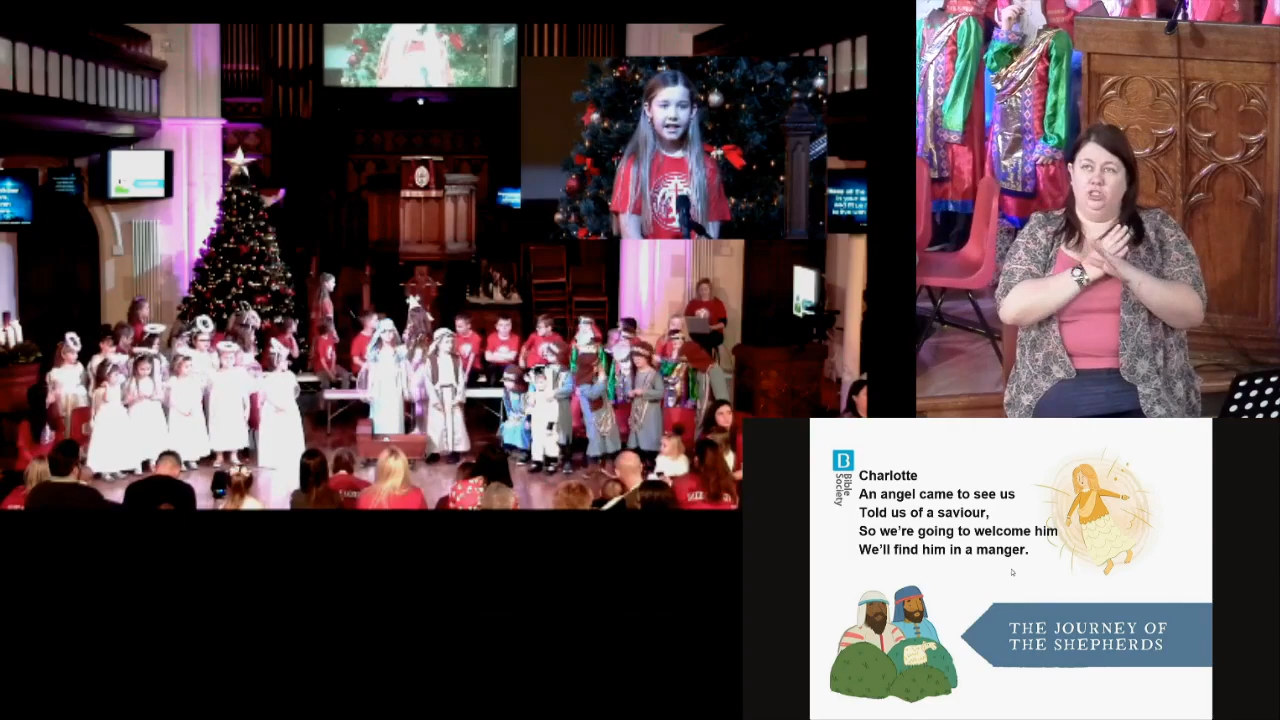 Bible
Society
Charlotte
An angel came to see us
Told us of a saviour,
So we're going to welcome him
We'll find him in a manger.
THE JOURNEY OF
THE SHEPHERDS